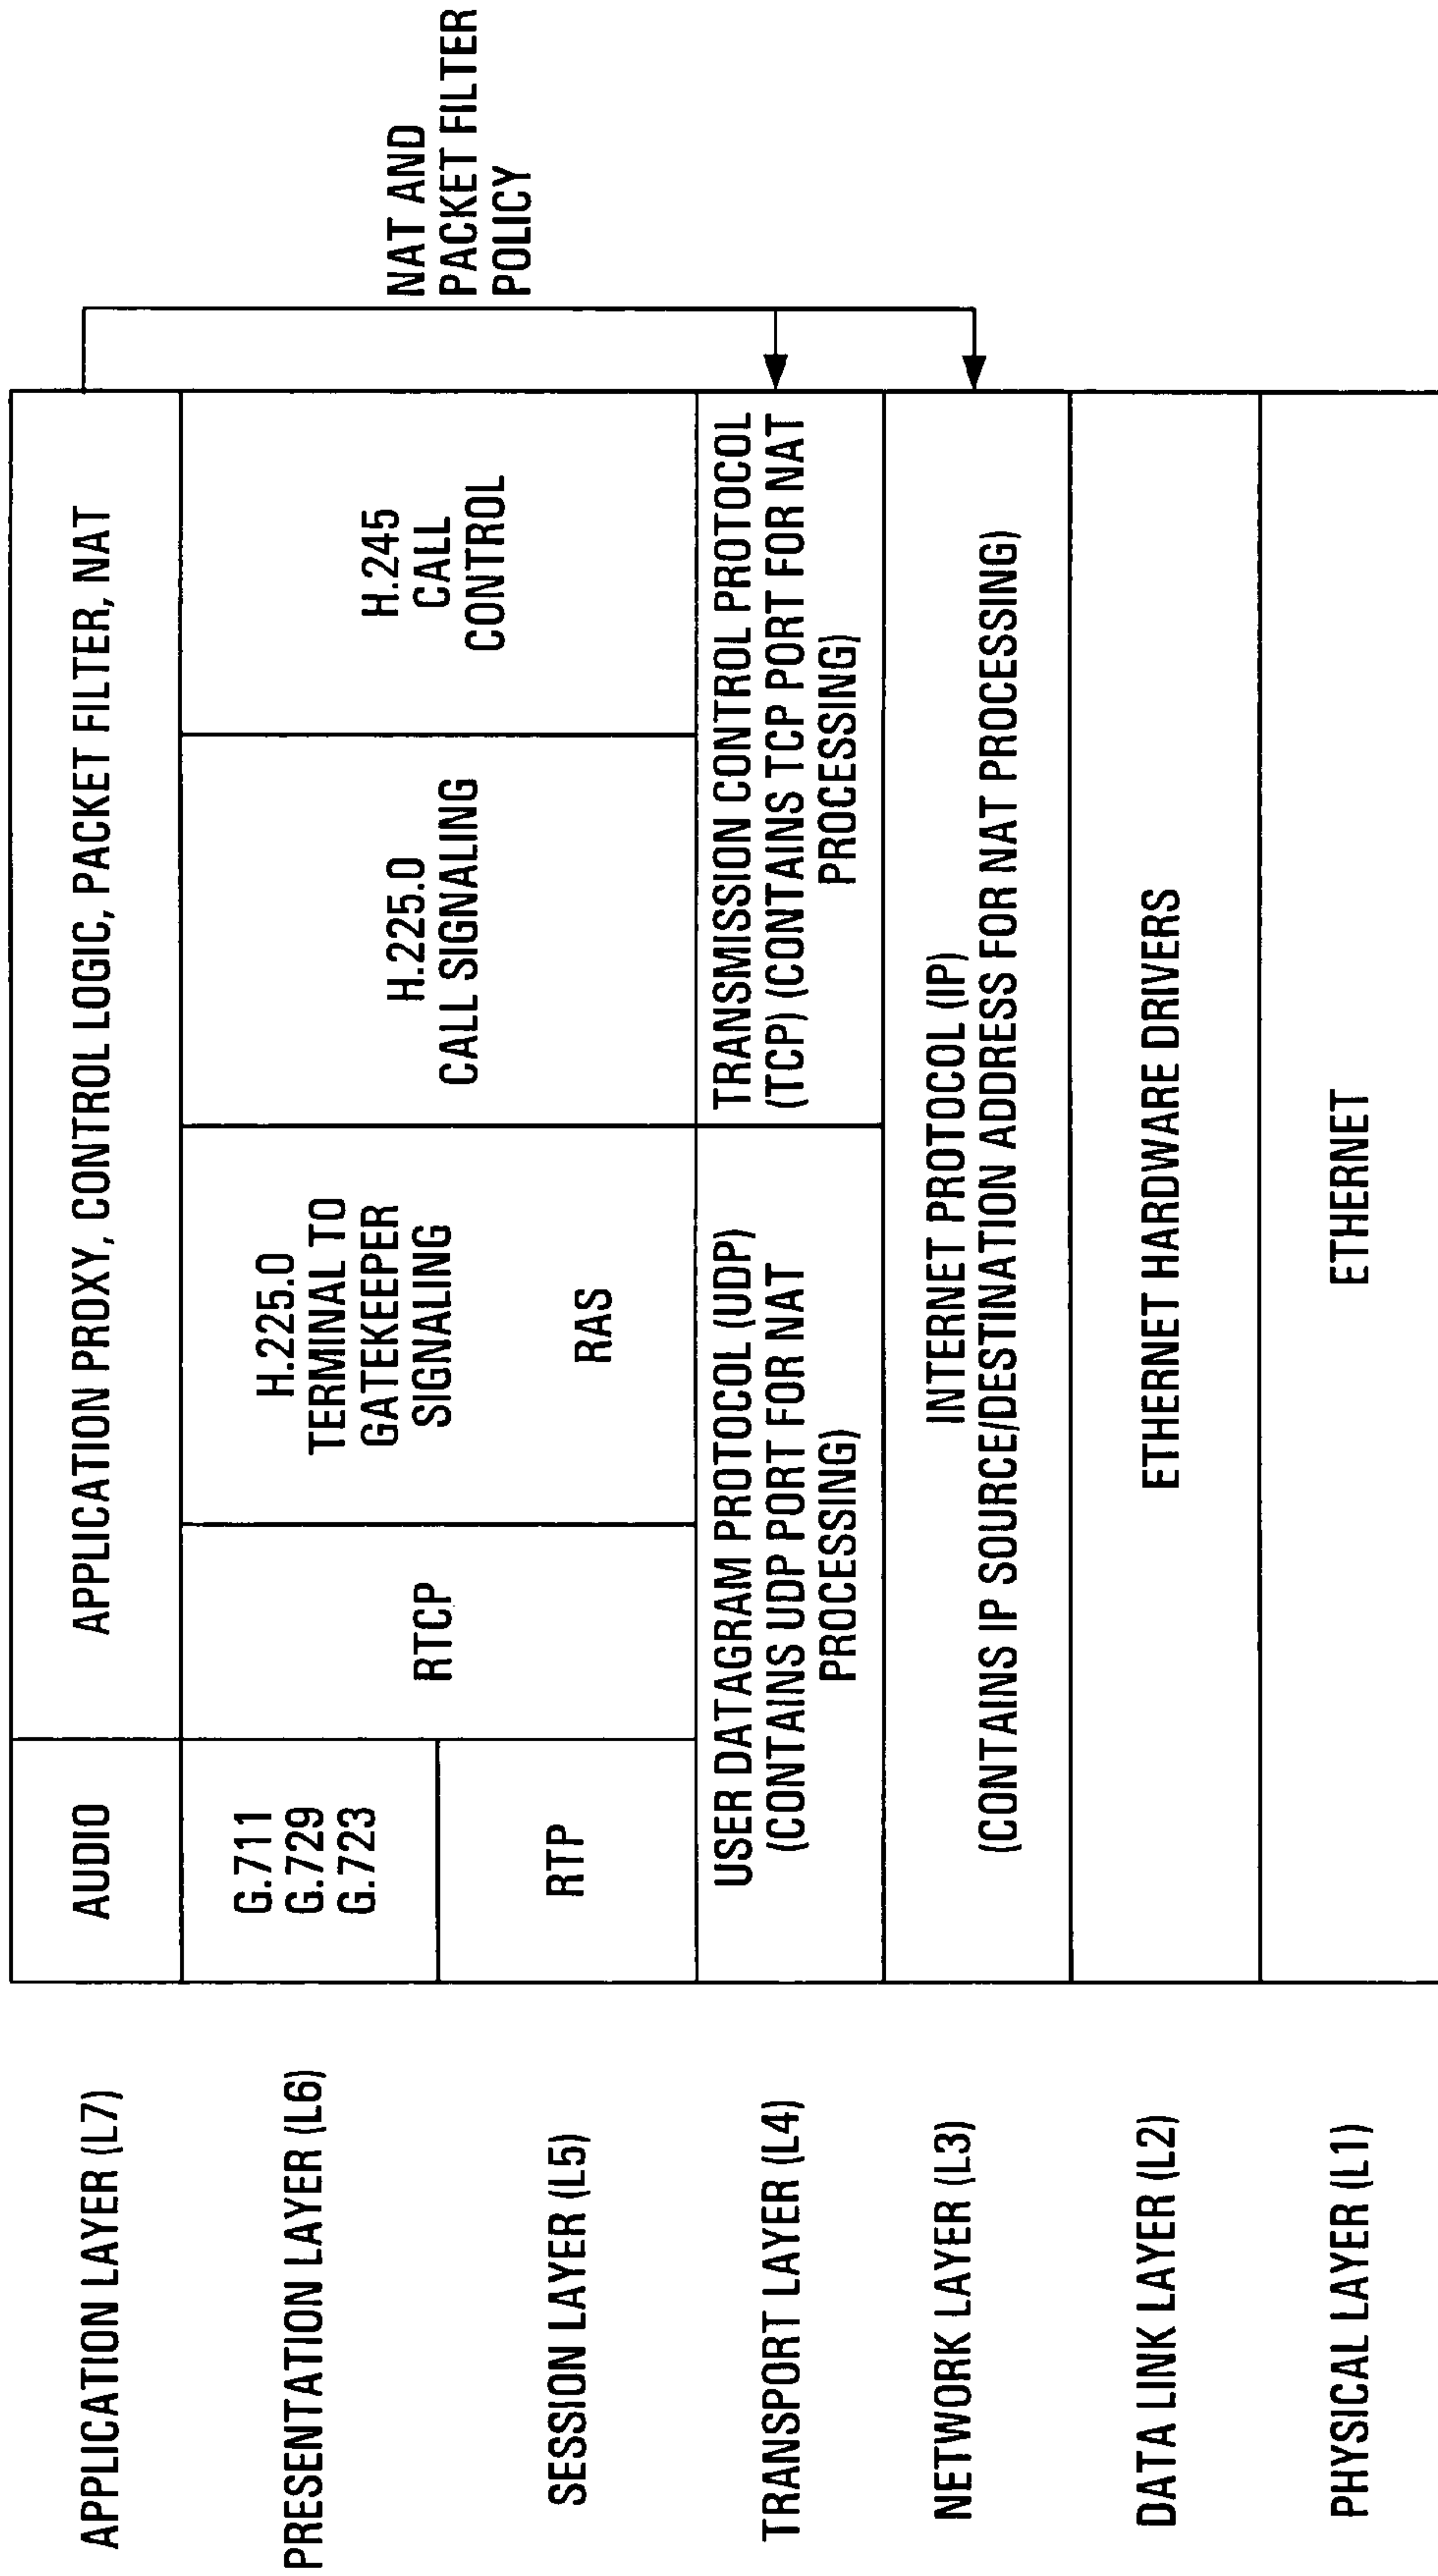 APPLICATION LAYER (L7)
AUDIO
APPLICATION PROXY, CONTROL LOGIC, PACKET FILTER, NAT
PRESENTATION LAYER (L6)
G.711
G.729
G.723
RTCP
H.225.0
TERMINAL TO
GATEKEEPER
SIGNALING
RAS
H.225.0
CALL SIGNALING
H.245
CALL
CONTROL
NAT AND
PACKET FILTER
POLICY
SESSION LAYER (L5)
RTP
TRANSPORT LAYER (L4)
USER DATAGRAM PROTOCOL (UDP)
(CONTAINS UDP PORT FOR NAT
PROCESSING)
TRANSMISSION CONTROL PROTOCOL
(TCP) (CONTAINS TCP PORT FOR NAT
PROCESSING)
NETWORK LAYER (L3)
INTERNET PROTOCOL (IP)
(CONTAINS IP SOURCE/DESTINATION ADDRESS FOR NAT PROCESSING)
DATA LINK LAYER (L2)
ETHERNET HARDWARE DRIVERS
PHYSICAL LAYER (L1)
ETHERNET